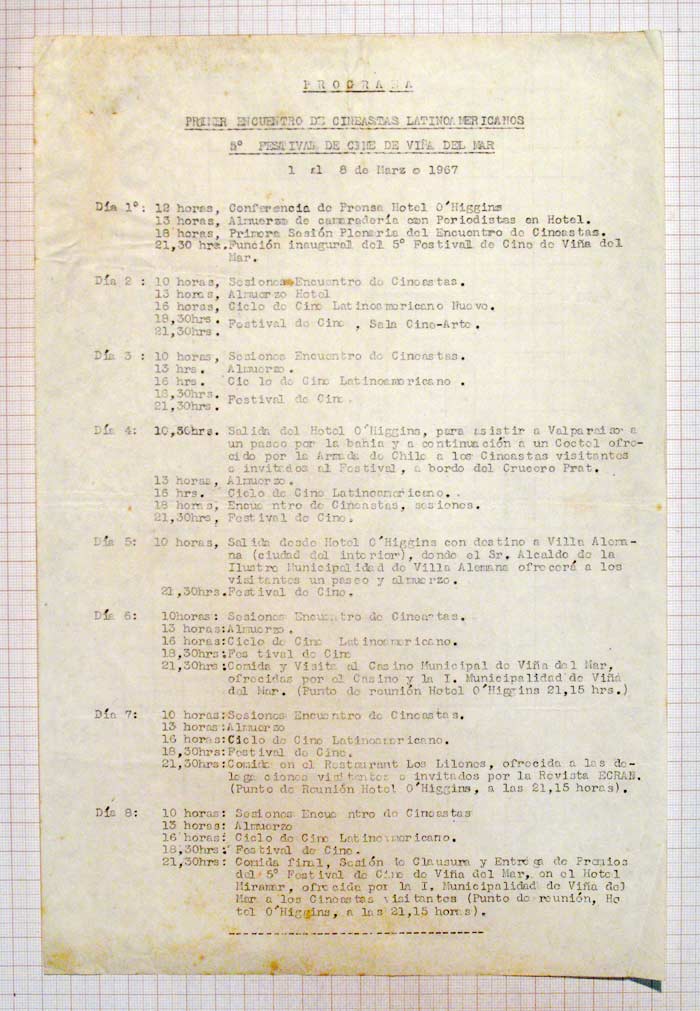 PROGRAMA
PRIMER ENCUENTRO DE CINEASTAS LATINOAMERICANOS
5° FESTIVAL DE CINE DE VIÑA DEL MAR
1 al 8 de Marz o 1967
Día 1°: 12 horas, Conferencia de Prensa Hotel O'Higgins
13 horas, Almuerzo de camaradería con Periodistas en Hotel.
18 horas, Primera Sesión Plenaria del Encuentro de Cineastas.
21,30 hrs. Función inaugural del 5° Festival de Cine de Viña del
Mar.
Día 2 : 10 horas, Sesiones Encuentro de Cineastas.
13 horas, Almuerzo Hotel
16 horas, Ciclo de Cine Latinoamericano Nuevo.
18,30hrs.
21,30hrs. Festival de Cine , Sala Cine-Arte.
Día 3 : 10 horas, Sesiones Encuentro de Cineastas.
13 hrs. Almuerzo.
16 hrs. Cic lo de Cine Latinoamericano .
18,30hrs.
21,30hrs. Festival de Cine.
Día 4: 10,30hrs. Salida del Hotel O'Higgins, para asistir a Valparaíso a
un paseo por la bahia y a continuación a un Coctel ofre-
cido por la Armada de Chile a los Cineastas visitantes
e invitados al Festival, a bordo del Crucero Prat.
13 horas, Almuerzo.
16 hrs. Ciclo de Cine Latinoamericano.
18 horas, Encue ntro de Cineastas, sesiones.
21,30hrs, Festival de Cine.
Día 5: 10 horas, Salida desde Hotel O'Higgins con destino a Villa Alema-
na (ciudad del interior), donde el Sr. Alcalde de la
Ilustre Municipalidad de Villa Alemana ofrecerá a los
visitantes un paseo y almuerzo.
21,30hrs. Festival de Cine.
Día 6: 10horas: Sesiones Encuentro de Cineastas.
13 horas: Almuerzo.
16 horas: Ciclo de Cine Latinoamericano.
18,30hrs: Fes tival de Cine
21,30hrs: Comida y Visita al Casino Municipal de Viña del Mar,
ofrecidas por el Casino y la I. Municipalidad de Viña
del Mar. (Punto de reunión Hotel O'Higgins 21,15 hrs.)
Día 7: 10 horas: Sesiones Encuentro de Cineastas.
13 horas: Almuerzo
16 horas: Ciclo de Cine Latinoamericano.
18,30hrs: Festival de Cine.
21,30hrs: Comida en el Restaurant Los Lilenes, ofrecida a las de-
lega ciones visitantes e invitados por la Revista ECRAN.
(Punto de Reunión Hotel O'Higgins, a las 21,15 horas).
Día 8: 10 horas: Sesiones Encue ntro de Cineastas
13 horas: Almuerzo
16 horas: Ciclo de Cine Latinoamericano.
18,30hrs: Festival de Cine.
21,30hrs: Comida final, Sesión de Clausura y Entrega de Premios
del 5° Festival de Cine de Viña del Mar, en el Hotel
Miramar, ofrecida por la I. Municipalidad de Viña del
Mar a los Cineastas visitantes (Punto de reunión, Ho
tel O'Higgins, a las 21,15 horas).